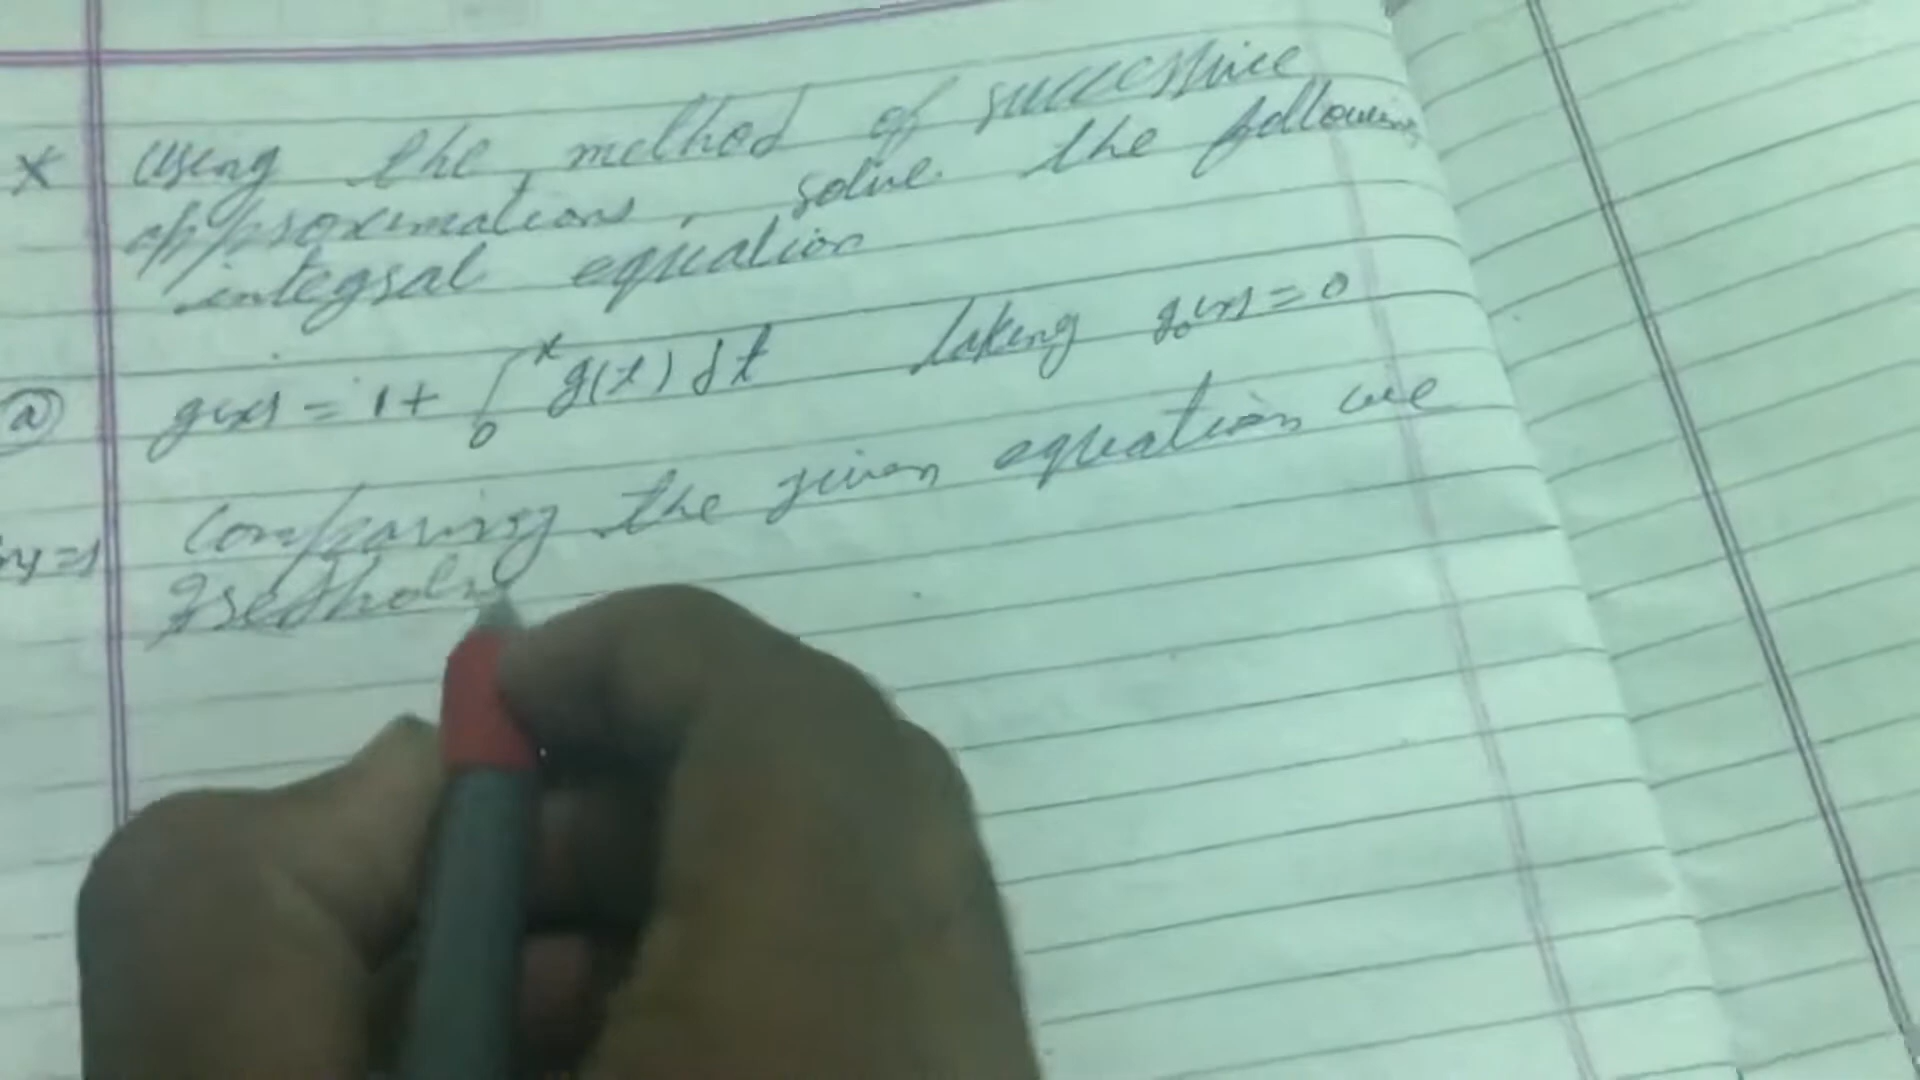 * Using the method of successive
approximations, solve the following
integral equation
(a) g(x) = 1 + ∫₀ˣ g(t) dt taking g₀(x) = 0
Comparing the given equation we